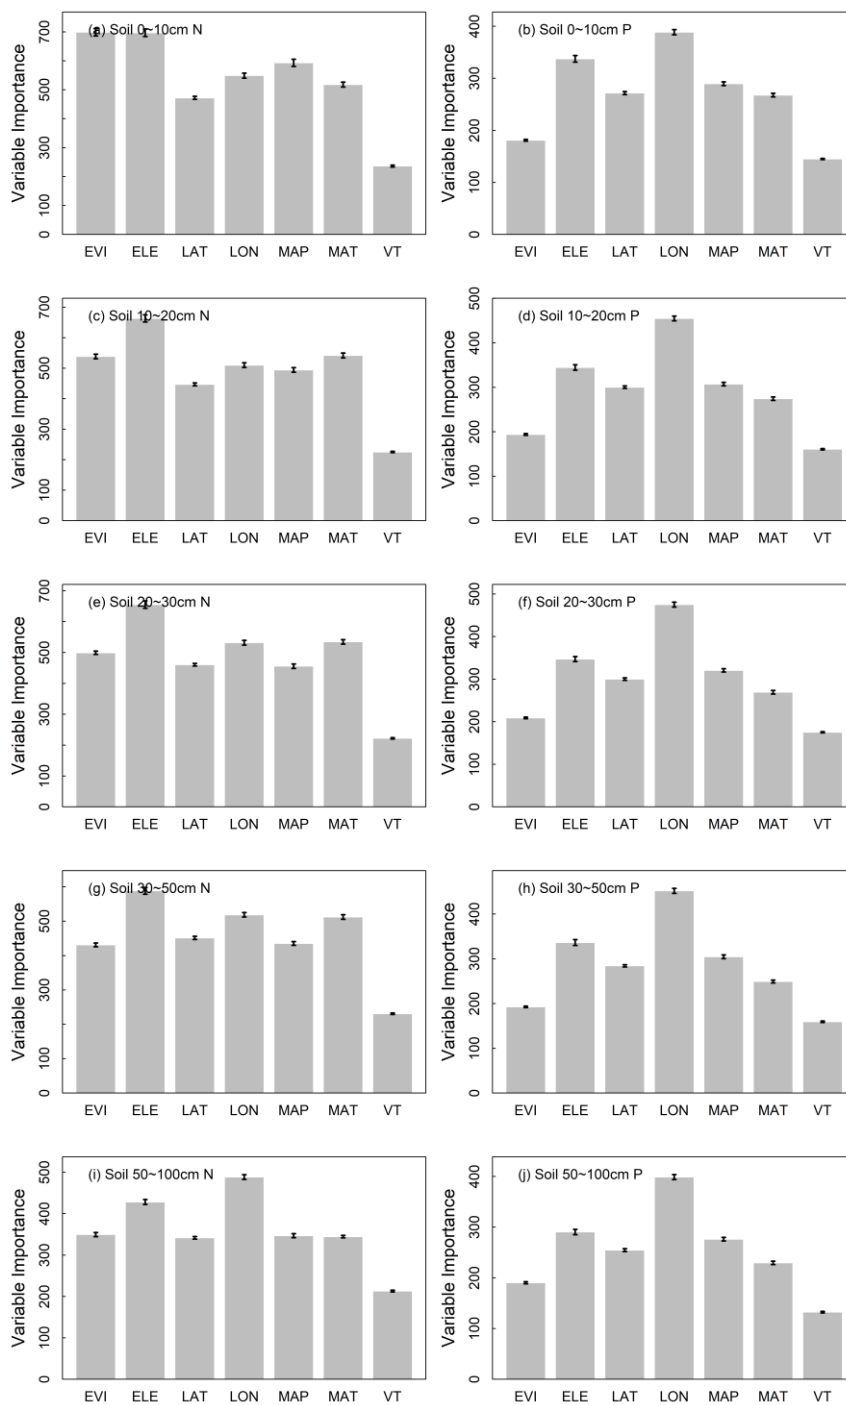 (a) Soil 0~10cm N
Variable Importance
0 100 300 500 700
EVI ELE LAT LON MAP MAT VT
(b) Soil 0~10cm P
Variable Importance
0 100 200 300 400
EVI ELE LAT LON MAP MAT VT
(c) Soil 10~20cm N
Variable Importance
0 100 300 500 700
EVI ELE LAT LON MAP MAT VT
(d) Soil 10~20cm P
Variable Importance
0 100 200 300 400 500
EVI ELE LAT LON MAP MAT VT
(e) Soil 20~30cm N
Variable Importance
0 100 300 500 700
EVI ELE LAT LON MAP MAT VT
(f) Soil 20~30cm P
Variable Importance
0 100 200 300 400 500
EVI ELE LAT LON MAP MAT VT
(g) Soil 30~50cm N
Variable Importance
0 100 300 500
EVI ELE LAT LON MAP MAT VT
(h) Soil 30~50cm P
Variable Importance
0 100 200 300 400
EVI ELE LAT LON MAP MAT VT
(i) Soil 50~100cm N
Variable Importance
0 100 200 300 400 500
EVI ELE LAT LON MAP MAT VT
(j) Soil 50~100cm P
Variable Importance
0 100 200 300 400
EVI ELE LAT LON MAP MAT VT